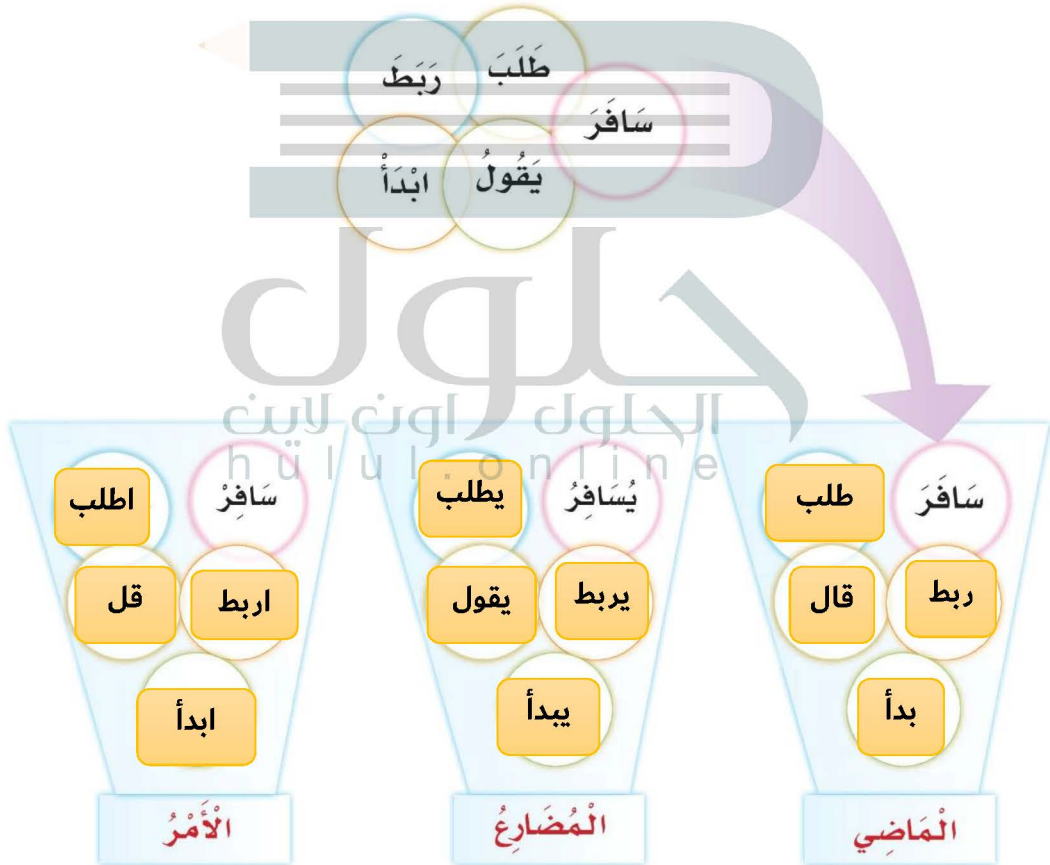 طَلَبَ رَبَطَ
سَافَرَ
يَقُولُ ابْدَأْ
حلول
الحلول اون لاين
hulul.online
سَافَرَ طلب
ربط قال
بدأ
الْمَاضِي
يُسَافِرُ يطلب
يربط يقول
يبدأ
الْمُضَارِعُ
سَافِرْ اطلب
اربط قل
ابدأ
الْأَمْرُ